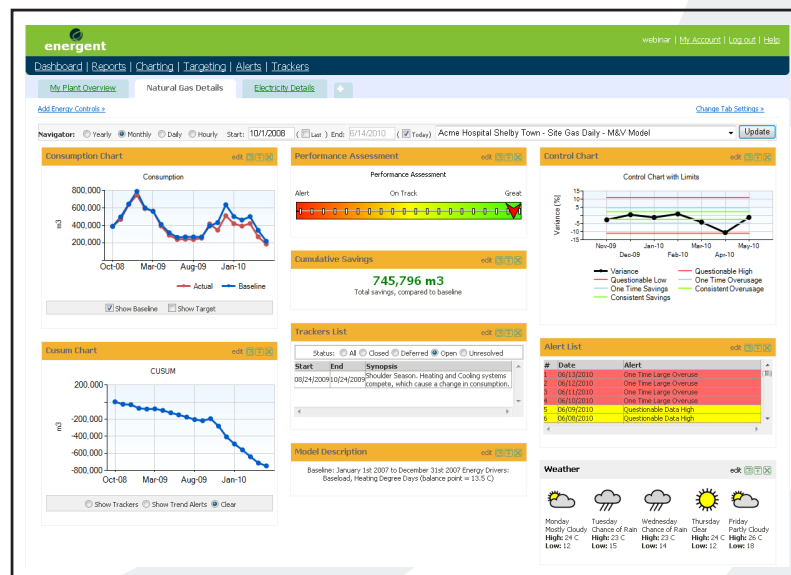 energent
webinar | My Account | Log out | Help
Dashboard | Reports | Charting | Targeting | Alerts | Trackers
My Plant Overview Natural Gas Details Electricity Details +
Add Energy Controls » Change Tab Settings »
Navigator: Yearly Monthly Daily Hourly Start: 10/1/2008 ( Last ) End: 6/14/2010 ( Today) Acme Hospital Shelby Town - Site Gas Daily - M&V Model Update
Consumption Chart edit
Consumption
800,000
600,000
400,000
200,000
m3
Oct-08 Mar-09 Aug-09 Jan-10
Actual Baseline
Show Baseline Show Target
Cusum Chart edit
CUSUM
200,000
-200,000
-400,000
-600,000
-800,000
m3
Oct-08 Mar-09 Aug-09 Jan-10
Show Trackers Show Trend Alerts Clear
Performance Assessment edit
Performance Assessment
Alert On Track Great
Cumulative Savings edit
745,796 m3
Total savings, compared to baseline
Trackers List edit
Status: All Closed Deferred Open Unresolved
Start End Synopsis
08/24/2009 10/24/2009 Shoulder Season. Heating and Cooling systems
compete, which cause a change in consumption.
Model Description edit
Baseline: January 1st 2007 to December 31st 2007 Energy Drivers:
Baseload, Heating Degree Days (balance point = 13.5 C)
Control Chart edit
Control Chart with Limits
Variance [%]
15
10
5
-5
-10
-15
Nov-09 Jan-10 Mar-10 May-10
Dec-09 Feb-10 Apr-10
Variance Questionable High
Questionable Low One Time Overusage
One Time Savings Consistent Overusage
Consistent Savings
Alert List edit
# Date Alert
1 06/13/2010 One Time Large Overuse
2 06/12/2010 One Time Large Overuse
3 06/11/2010 One Time Large Overuse
4 06/10/2010 One Time Large Overuse
5 06/09/2010 Questionable Data High
6 06/08/2010 Questionable Data High
Weather edit
Monday Tuesday Wednesday Thursday Friday
Mostly Cloudy Chance of Rain Chance of Rain Clear Partly Cloudy
High: 24 C High: 23 C High: 23 C High: 24 C High: 26 C
Low: 12 Low: 15 Low: 14 Low: 12 Low: 18